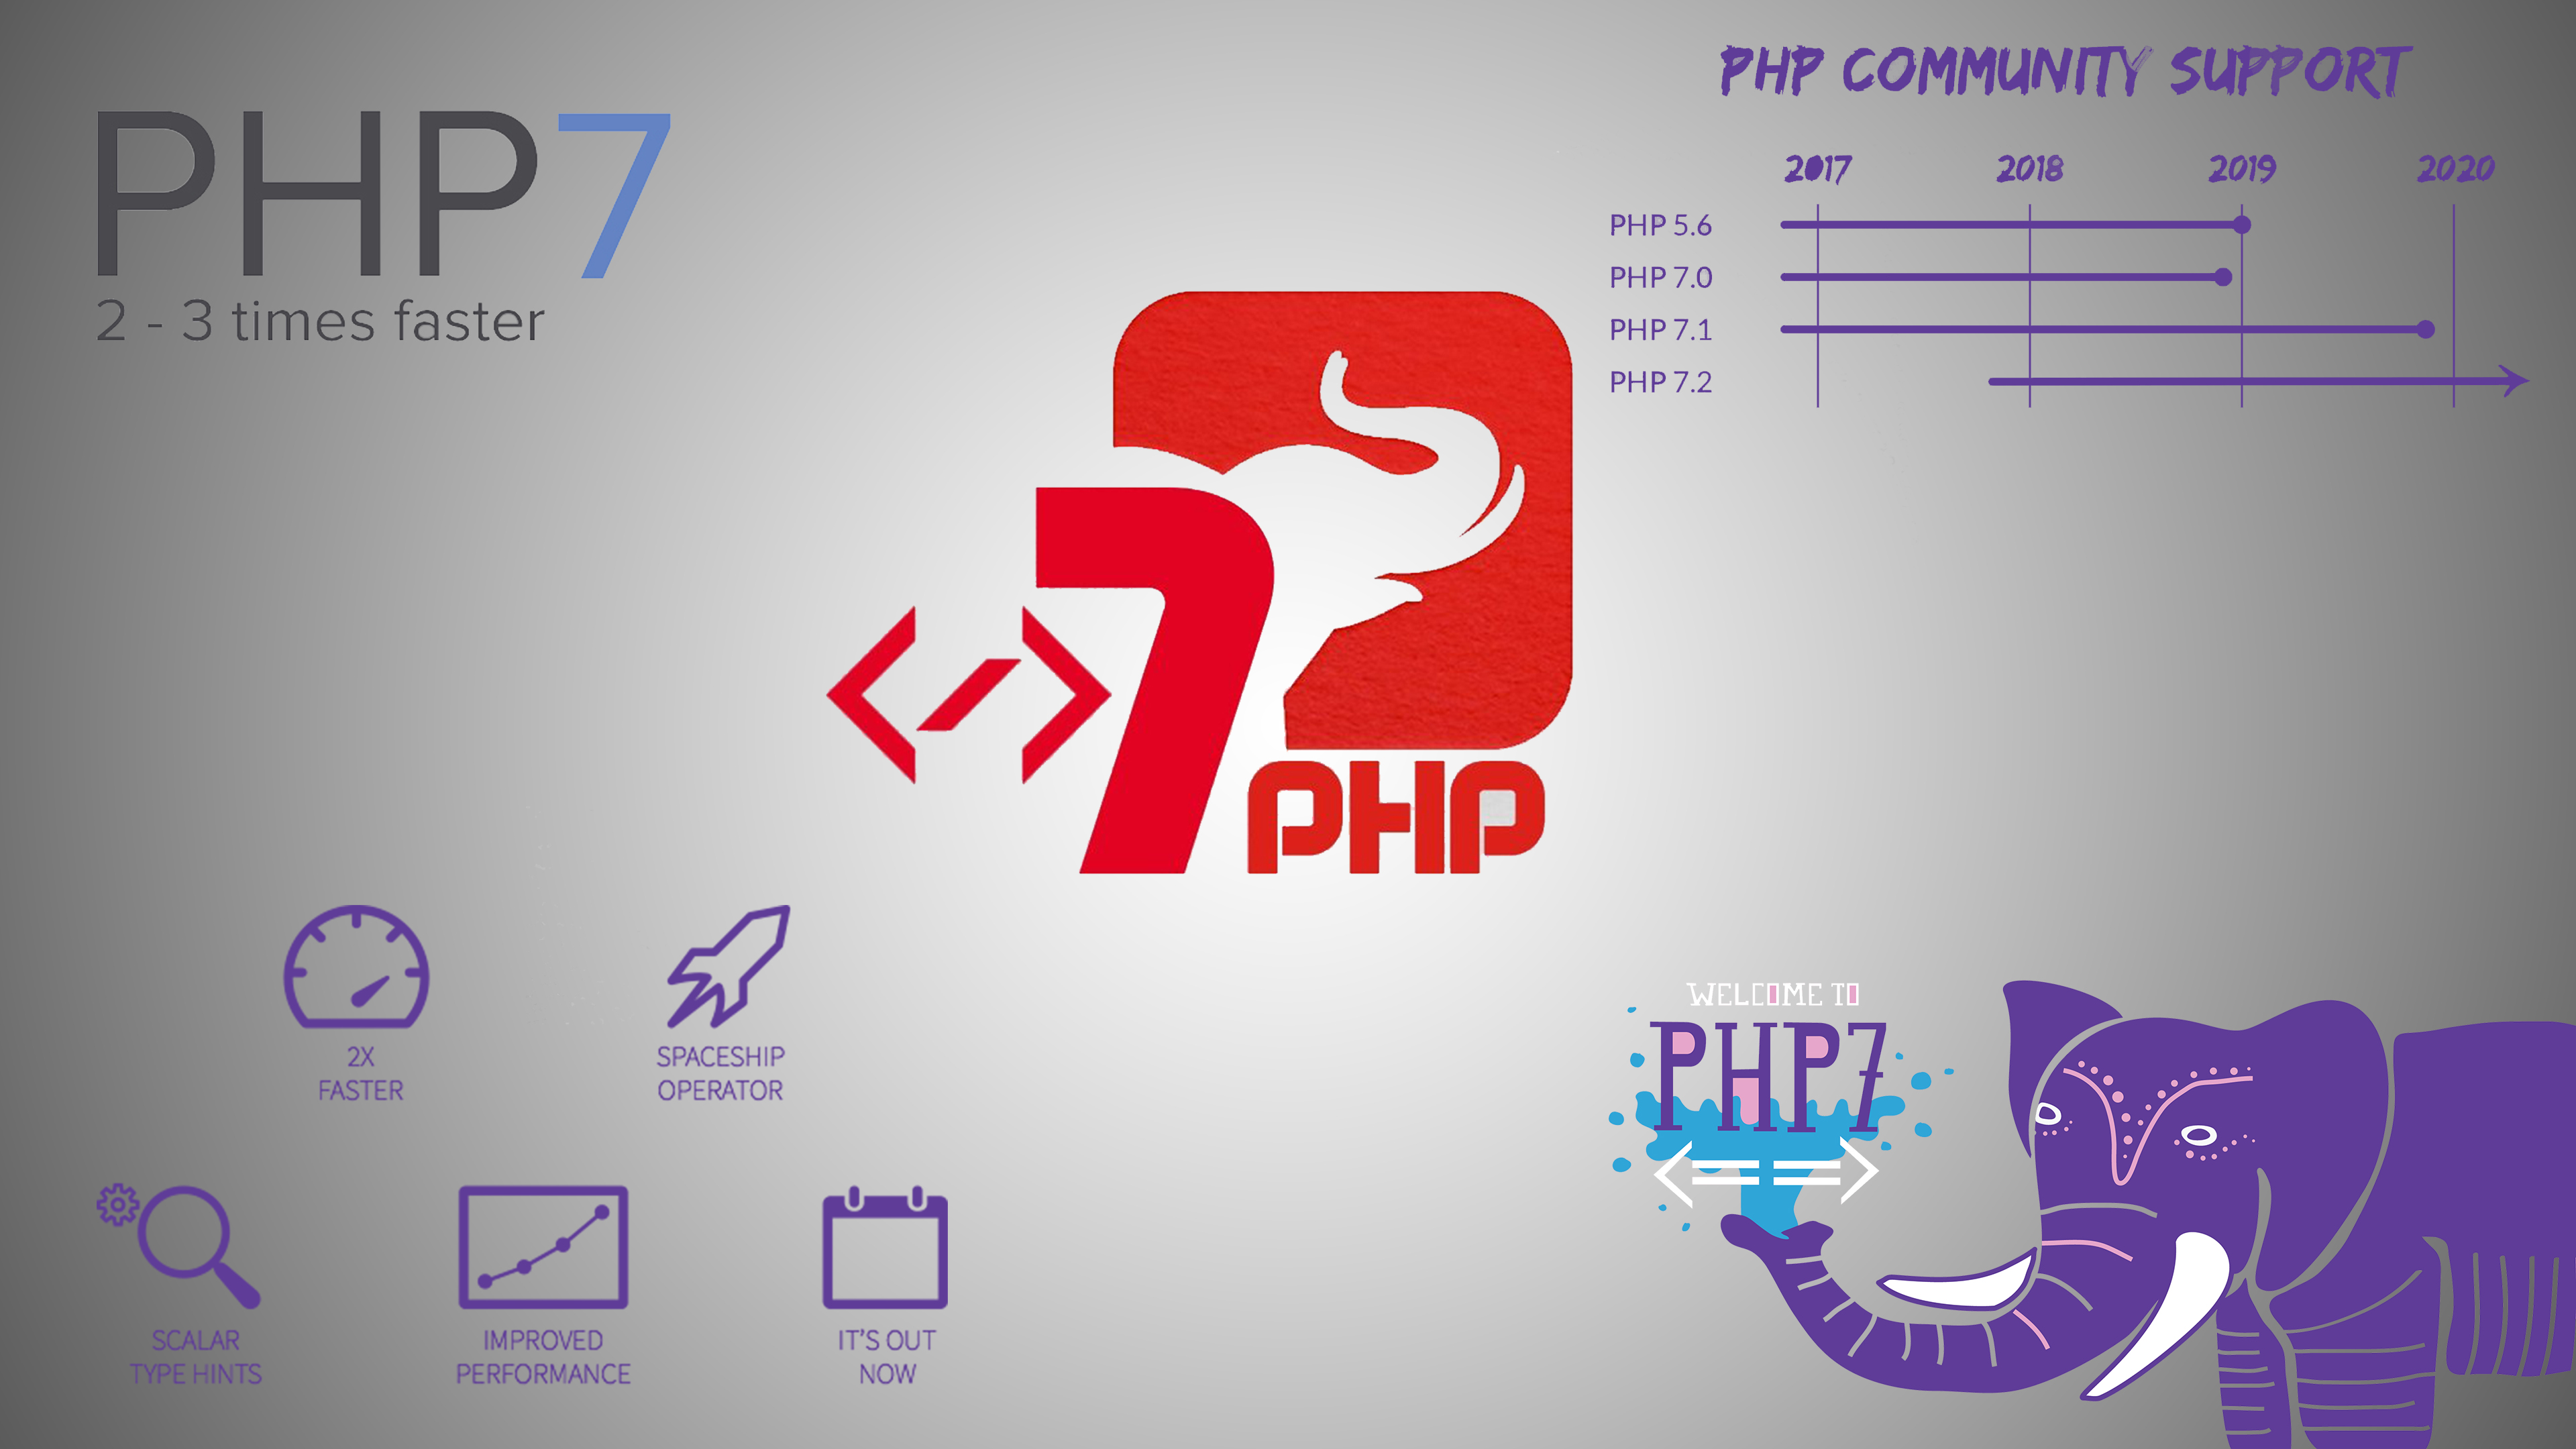 PHP7
2 - 3 times faster
PHP COMMUNITY SUPPORT
2017 2018 2019 2020
PHP 5.6
PHP 7.0
PHP 7.1
PHP 7.2
</>
7
PHP
2X
FASTER
SPACESHIP
OPERATOR
SCALAR
TYPE HINTS
IMPROVED
PERFORMANCE
IT'S OUT
NOW
WELCOME TO
PHP7
<==>